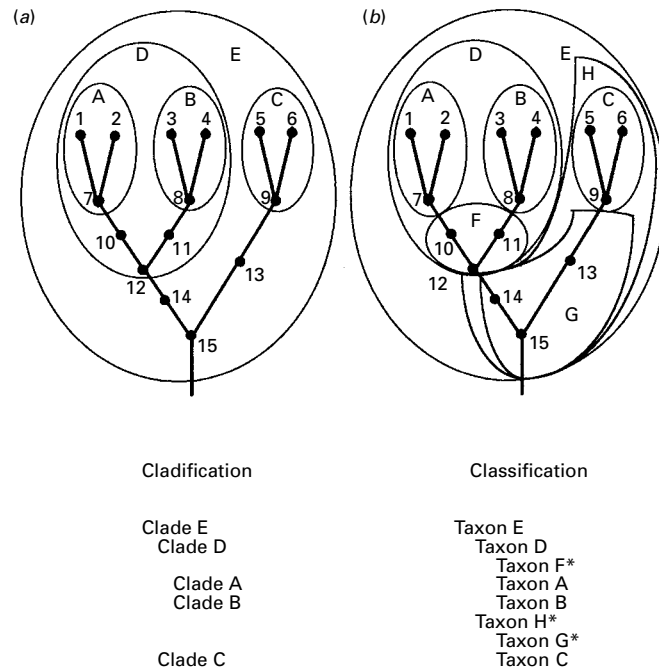 (a)
D
E
A
B
C
1 2 3 4 5 6
7 8 9
10 11
12 13
14
15
(b)
D
E
H
A
B
C
1 2 3 4 5 6
7 8 9
F
10 11
12 13
14
G
15
Cladification
Clade E
Clade D
Clade A
Clade B
Clade C
Classification
Taxon E
Taxon D
Taxon F*
Taxon A
Taxon B
Taxon H*
Taxon G*
Taxon C